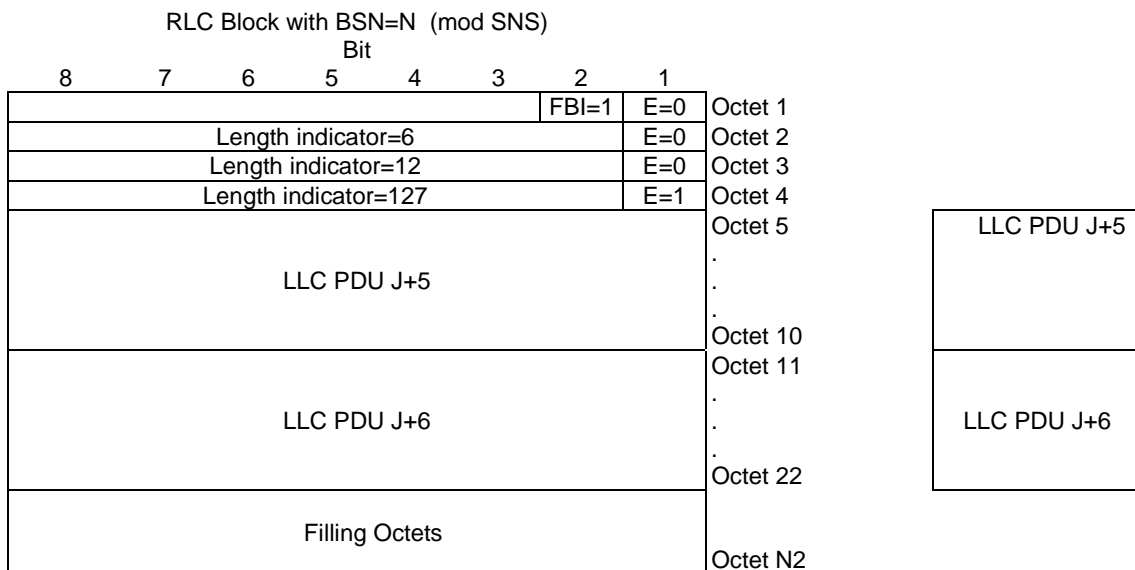 RLC Block with BSN=N (mod SNS)
Bit
8 7 6 5 4 3 2 1
FBI=1 E=0 Octet 1
Length indicator=6 E=0 Octet 2
Length indicator=12 E=0 Octet 3
Length indicator=127 E=1 Octet 4
Octet 5 LLC PDU J+5
.
LLC PDU J+5 .
.
Octet 10
Octet 11
.
LLC PDU J+6 . LLC PDU J+6
.
Octet 22
Filling Octets
Octet N2